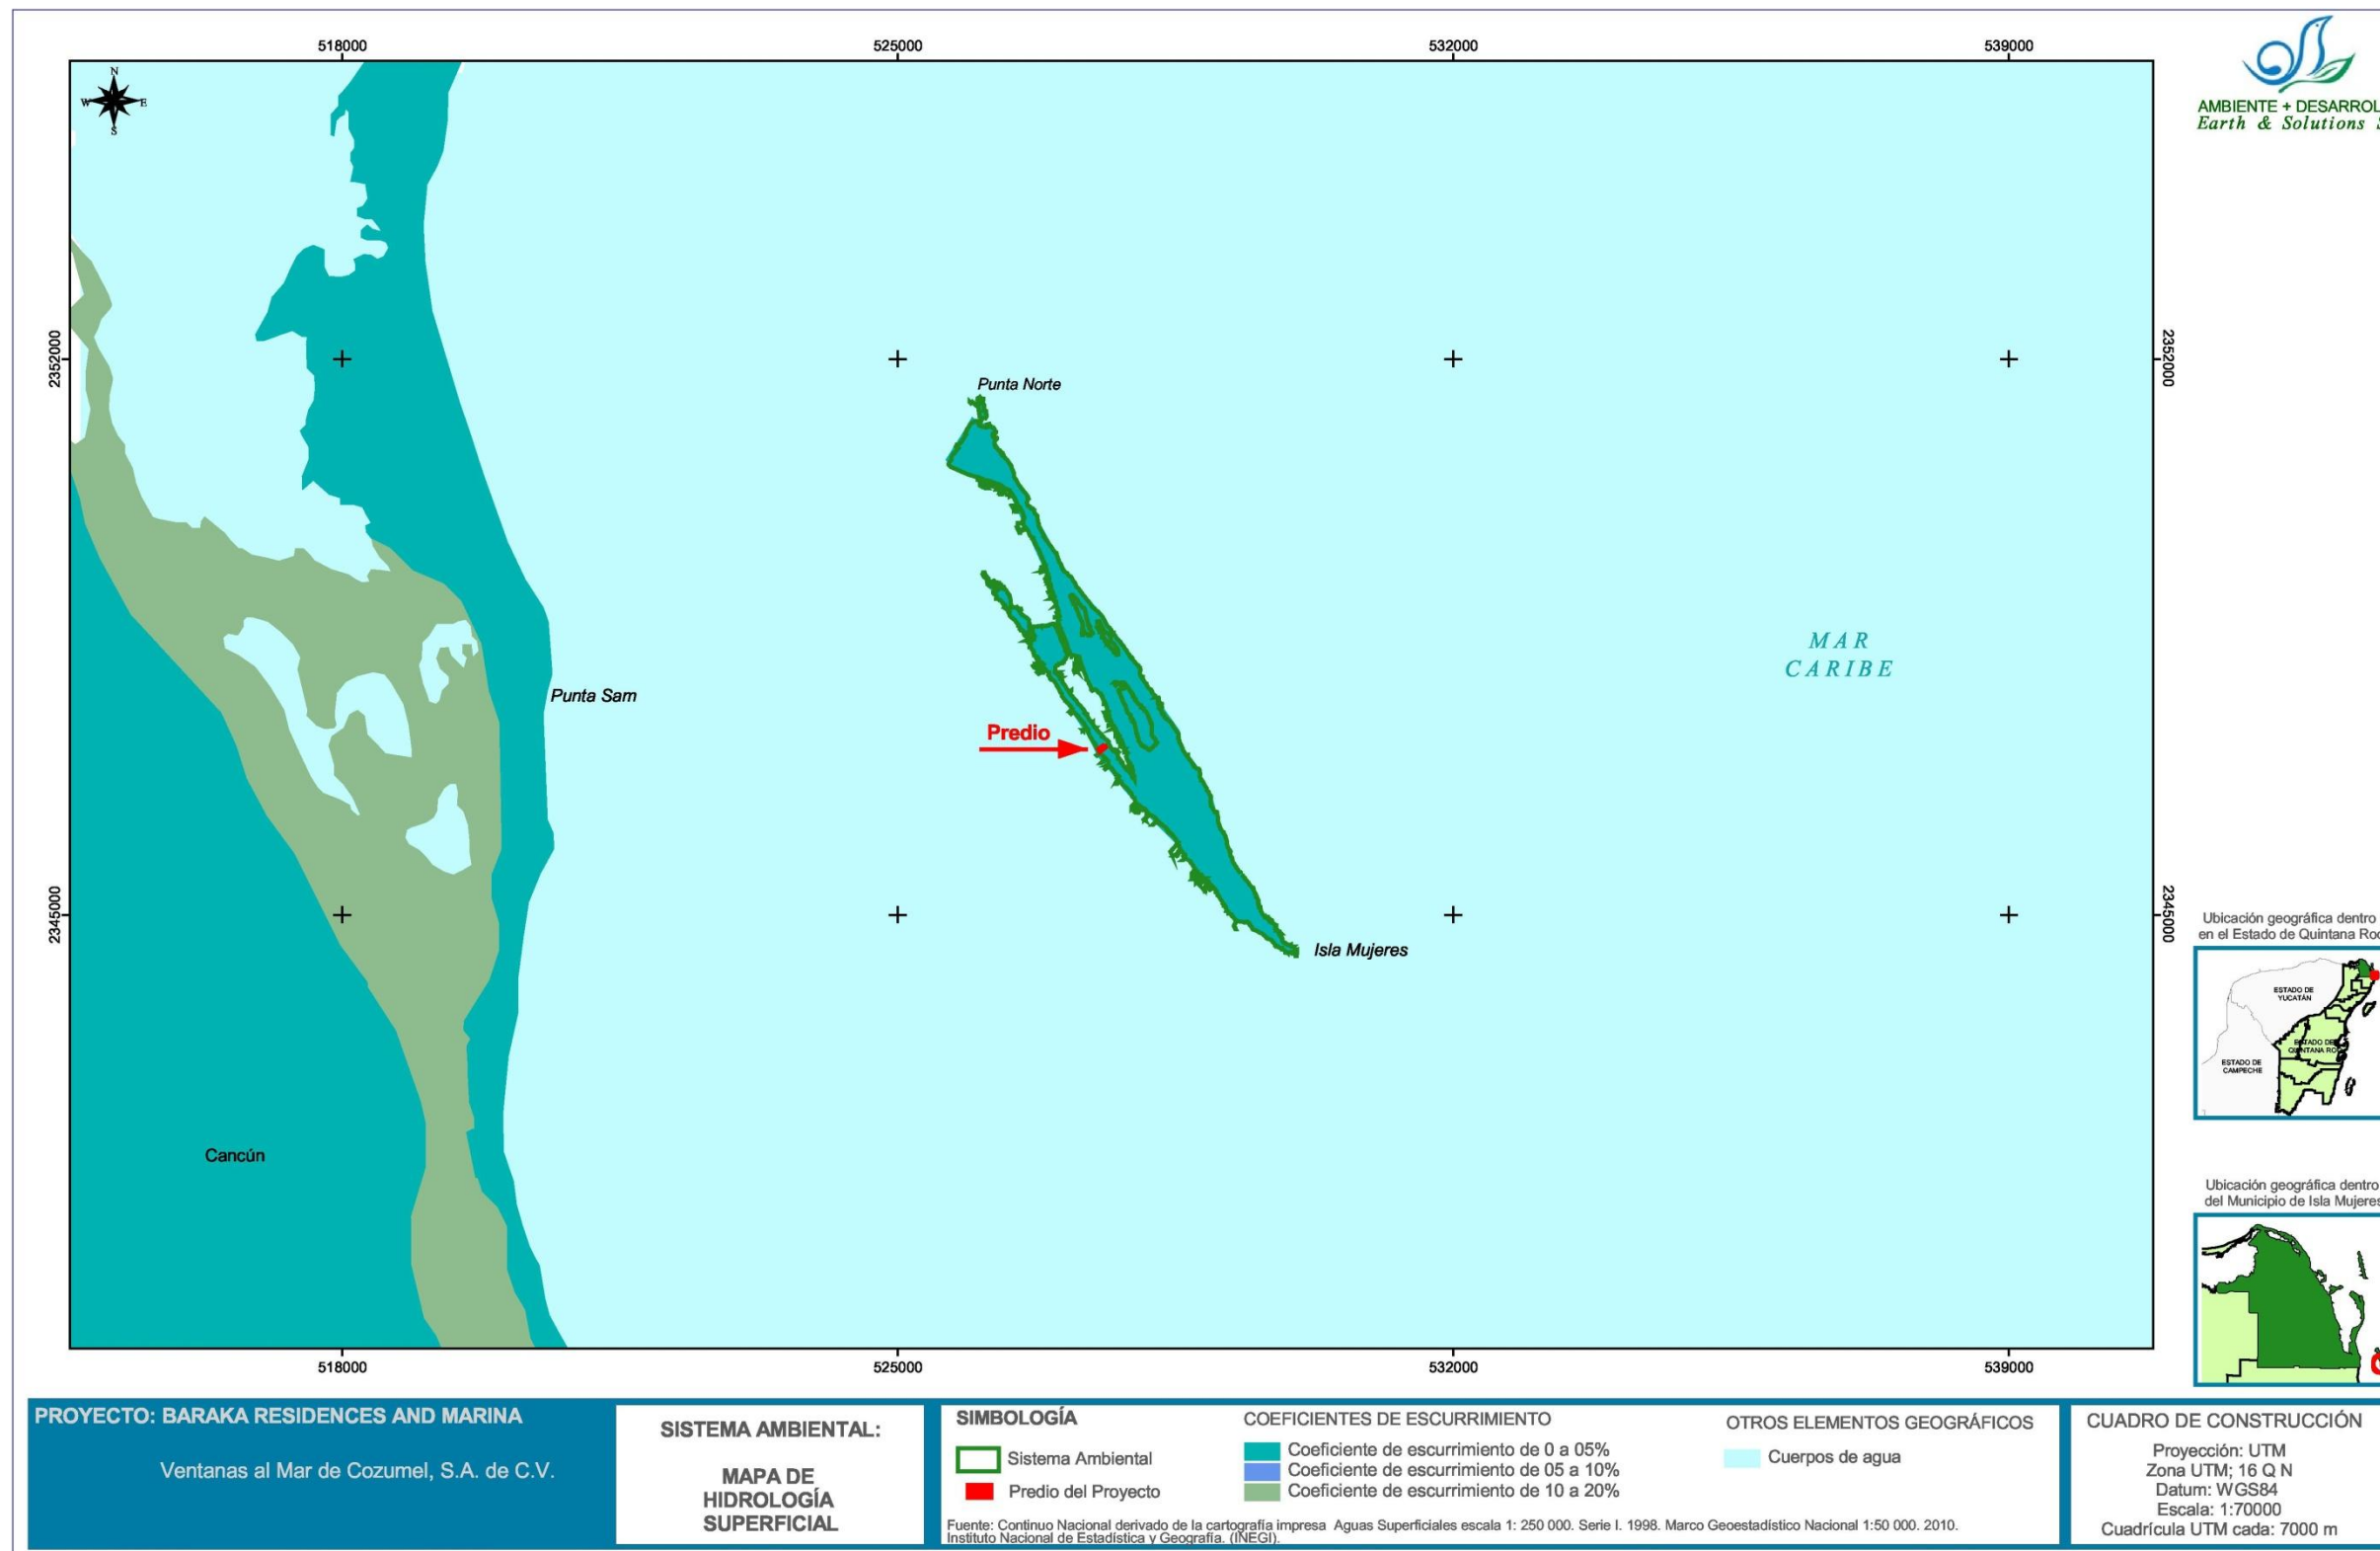 518000
525000
532000
539000
N
W
E
S
AMBIENTE + DESARROL
Earth & Solutions S
2352000
2352000
Punta Norte
MAR
CARIBE
Punta Sam
Predio
2345000
2345000
Isla Mujeres
Cancún
Ubicación geográfica dentro
en el Estado de Quintana Roo
ESTADO DE
YUCATÁN
ESTADO DE
QUINTANA ROO
ESTADO DE
CAMPECHE
Ubicación geográfica dentro
del Municipio de Isla Mujeres
518000
525000
532000
539000
PROYECTO: BARAKA RESIDENCES AND MARINA
Ventanas al Mar de Cozumel, S.A. de C.V.
SISTEMA AMBIENTAL:
MAPA DE
HIDROLOGÍA
SUPERFICIAL
SIMBOLOGÍA
Sistema Ambiental
Predio del Proyecto
COEFICIENTES DE ESCURRIMIENTO
Coeficiente de escurrimiento de 0 a 05%
Coeficiente de escurrimiento de 05 a 10%
Coeficiente de escurrimiento de 10 a 20%
OTROS ELEMENTOS GEOGRÁFICOS
Cuerpos de agua
Fuente: Continuo Nacional derivado de la cartografía impresa Aguas Superficiales escala 1: 250 000. Serie I. 1998. Marco Geoestadístico Nacional 1:50 000. 2010.
Instituto Nacional de Estadística y Geografía. (INEGI).
CUADRO DE CONSTRUCCIÓN
Proyección: UTM
Zona UTM; 16 Q N
Datum: WGS84
Escala: 1:70000
Cuadrícula UTM cada: 7000 m